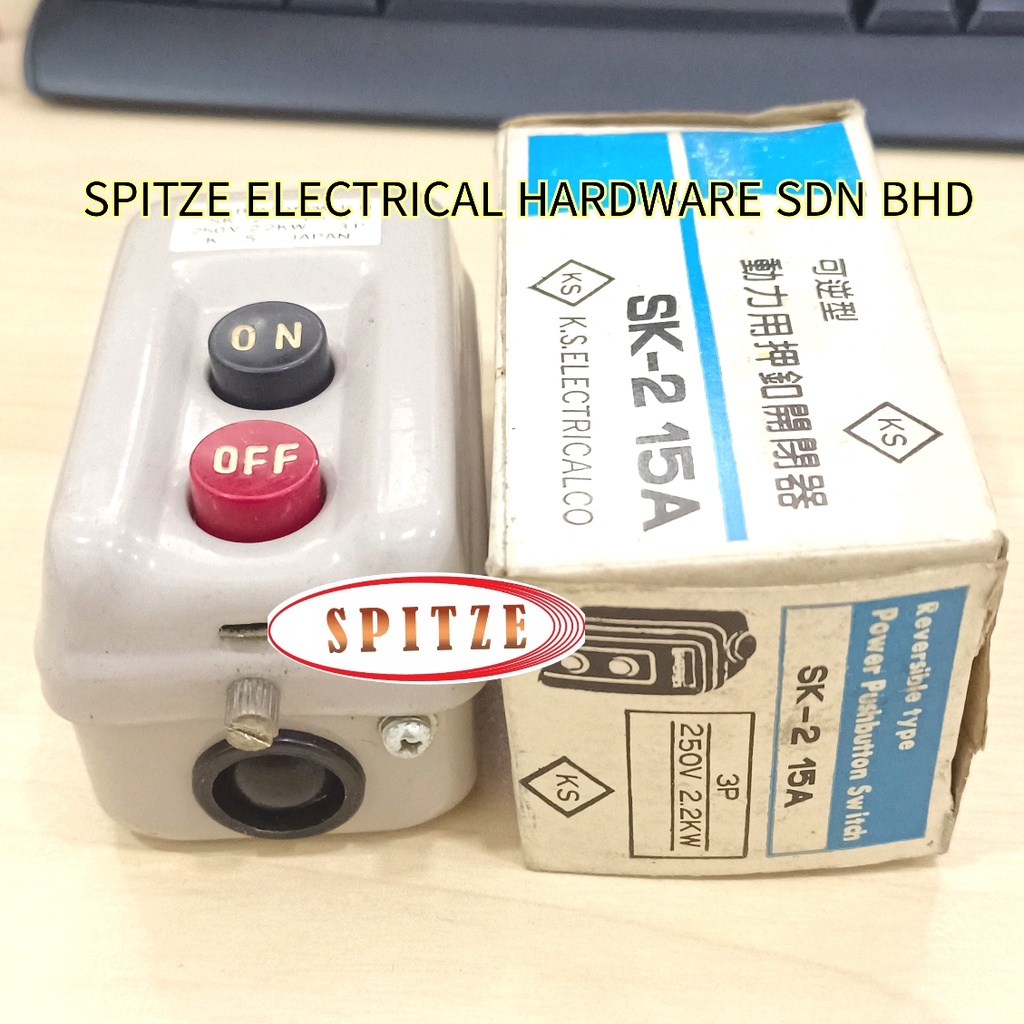 SPITZE ELECTRICAL HARDWARE SDN BHD
250V 2.2KW 3P
K S JAPAN
ON
OFF
SPITZE
可逆型
動力用押釦開閉器
KS
SK-2 15A
KS K.S.ELECTRICALCO
Reversible type
Power Pushbutton Switch
SK-2 15A
3P
250V 2.2KW
KS